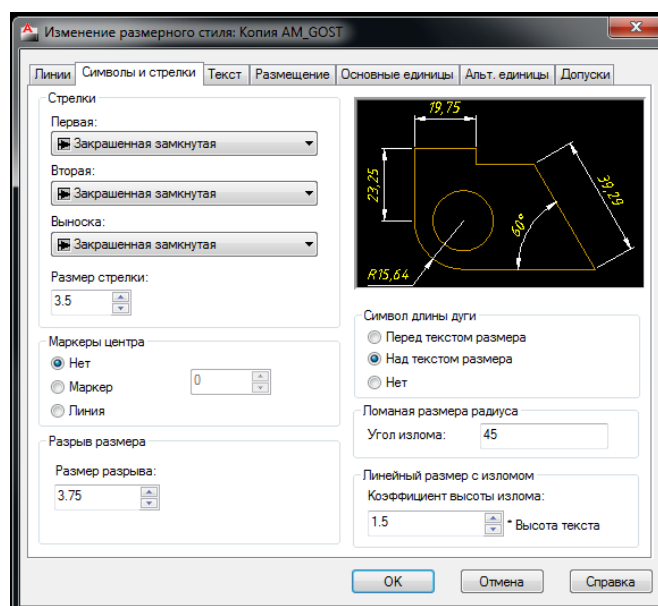 Изменение размерного стиля: Копия AM_GOST
Линии Символы и стрелки Текст Размещение Основные единицы Альт. единицы Допуски
Стрелки
Первая:
Закрашенная замкнутая
Вторая:
Закрашенная замкнутая
Выноска:
Закрашенная замкнутая
Размер стрелки:
3.5
Маркеры центра
Нет
Маркер
0
Линия
Разрыв размера
Размер разрыва:
3.75
19,75
23,25
39,29
60°
R15,64
Символ длины дуги
Перед текстом размера
Над текстом размера
Нет
Ломаная размера радиуса
Угол излома: 45
Линейный размер с изломом
Коэффициент высоты излома:
1.5 * Высота текста
OK Отмена Справка